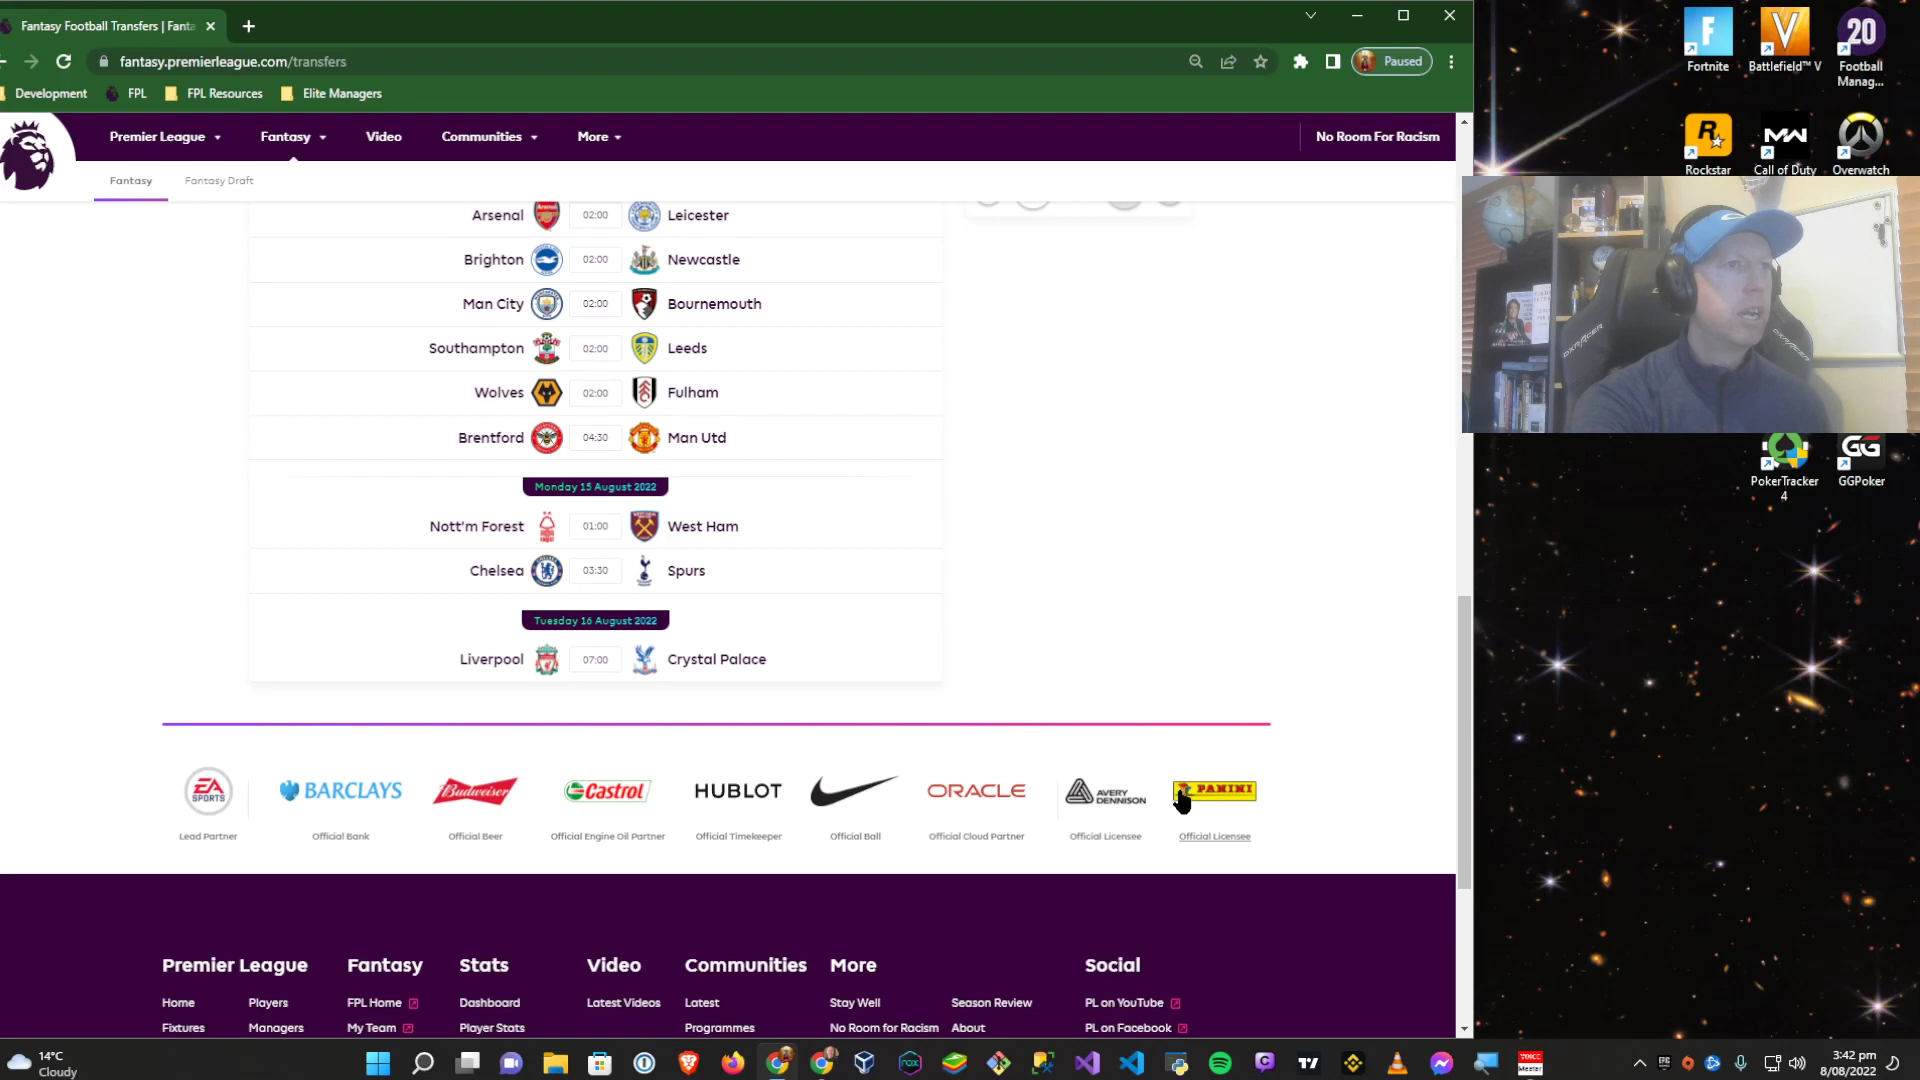 Fantasy Football Transfers | Fanta
fantasy.premierleague.com/transfers
Paused
Development
FPL
FPL Resources
Elite Managers
Premier League
Fantasy
Video
Communities
More
No Room For Racism
Fantasy
Fantasy Draft
Arsenal 02:00 Leicester
Brighton 02:00 Newcastle
Man City 02:00 Bournemouth
Southampton 02:00 Leeds
Wolves 02:00 Fulham
Brentford 04:30 Man Utd
Monday 15 August 2022
Nott'm Forest 01:00 West Ham
Chelsea 03:30 Spurs
Tuesday 16 August 2022
Liverpool 07:00 Crystal Palace
EA SPORTS
BARCLAYS
Budweiser
Castrol
HUBLOT
ORACLE
AVERY DENNISON
PANINI
Lead Partner
Official Bank
Official Beer
Official Engine Oil Partner
Official Timekeeper
Official Ball
Official Cloud Partner
Official Licensee
Official Licensee
Premier League
Fantasy
Stats
Video
Communities
More
Social
Home
Players
FPL Home
Dashboard
Latest Videos
Latest
Stay Well
Season Review
PL on YouTube
Fixtures
Managers
My Team
Player Stats
Programmes
No Room for Racism
About
PL on Facebook
Fortnite
Battlefield™ V
20
Football Manag...
Rockstar
Call of Duty
Overwatch
DXRACER
PokerTracker 4
GG
GGPoker
14°C
Cloudy
3:42 pm
8/08/2022